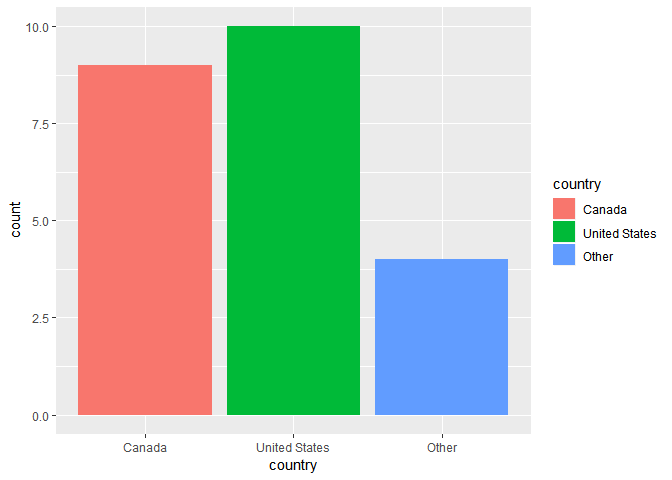 10.0
7.5
5.0
2.5
0.0
count
Canada
United States
Other
country
country
Canada
United States
Other